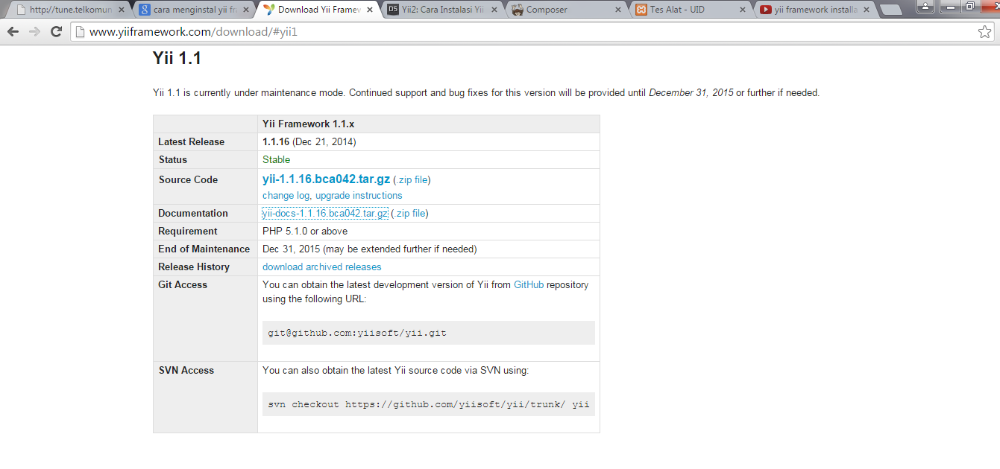 http://tune.telkomun
cara menginstal yii fr
Download Yii Framew
DS Yii2: Cara Instalasi Yii
Composer
Tes Alat - UID
yii framework installa
www.yiiframework.com/download/#yii1
Yii 1.1
Yii 1.1 is currently under maintenance mode. Continued support and bug fixes for this version will be provided until December 31, 2015 or further if needed.
Yii Framework 1.1.x
Latest Release 1.1.16 (Dec 21, 2014)
Status Stable
Source Code yii-1.1.16.bca042.tar.gz (.zip file)
change log, upgrade instructions
Documentation yii-docs-1.1.16.bca042.tar.gz (.zip file)
Requirement PHP 5.1.0 or above
End of Maintenance Dec 31, 2015 (may be extended further if needed)
Release History download archived releases
Git Access You can obtain the latest development version of Yii from GitHub repository
using the following URL:
git@github.com:yiisoft/yii.git
SVN Access You can also obtain the latest Yii source code via SVN using:
svn checkout https://github.com/yiisoft/yii/trunk/ yii